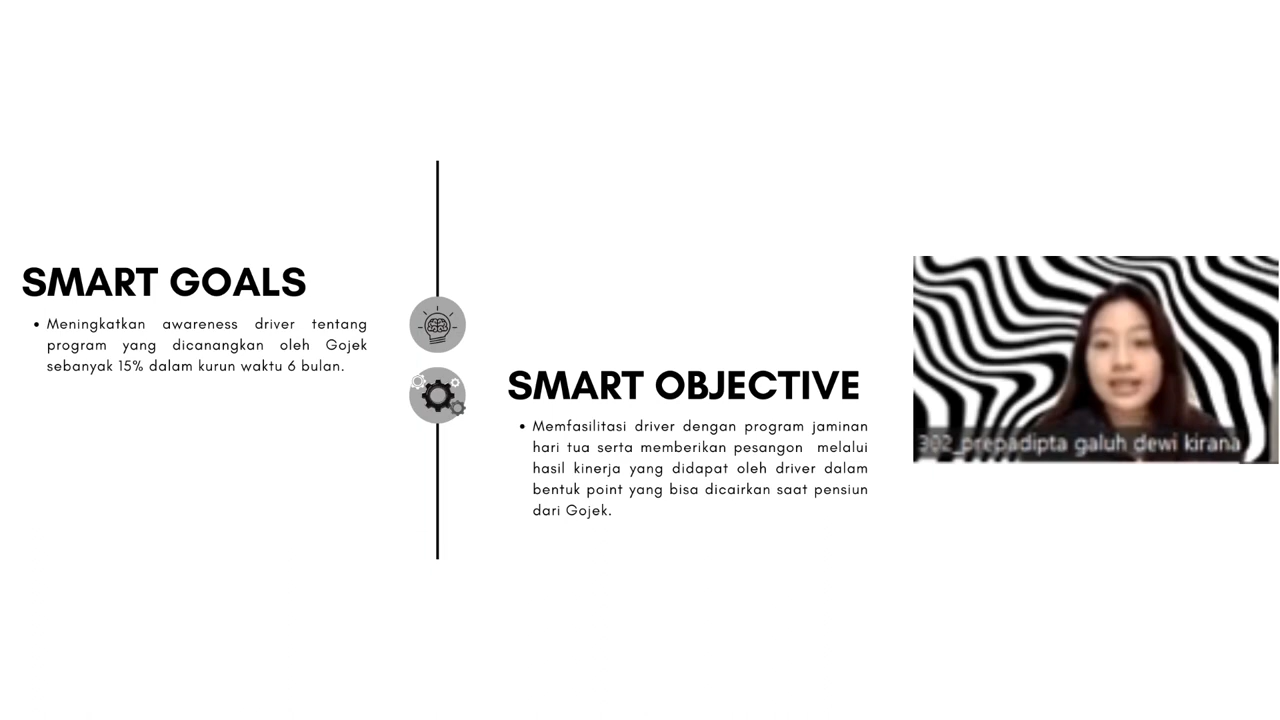 SMART GOALS
• Meningkatkan awareness driver tentang
program yang dicanangkan oleh Gojek
sebanyak 15% dalam kurun waktu 6 bulan.
SMART OBJECTIVE
• Memfasilitasi driver dengan program jaminan
hari tua serta memberikan pesangon melalui
hasil kinerja yang didapat oleh driver dalam
bentuk point yang bisa dicairkan saat pensiun
dari Gojek.
302_prepadipta galuh dewi kirana